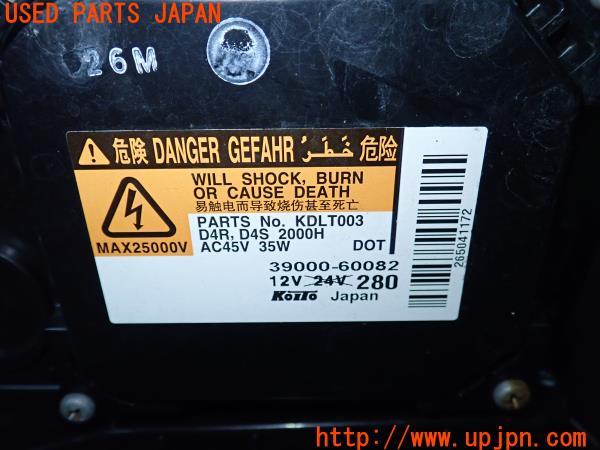 USED PARTS JAPAN
26M
危険 DANGER GEFAHR خَطَرْ 危险
WILL SHOCK, BURN
OR CAUSE DEATH
易触电而导致烧伤甚至死亡
MAX25000V
PARTS No. KDLT003
D4R, D4S 2000H
AC45V 35W DOT
39000-60082
12V 24V 280
KOITO Japan
265041172
http://www.upjpn.com